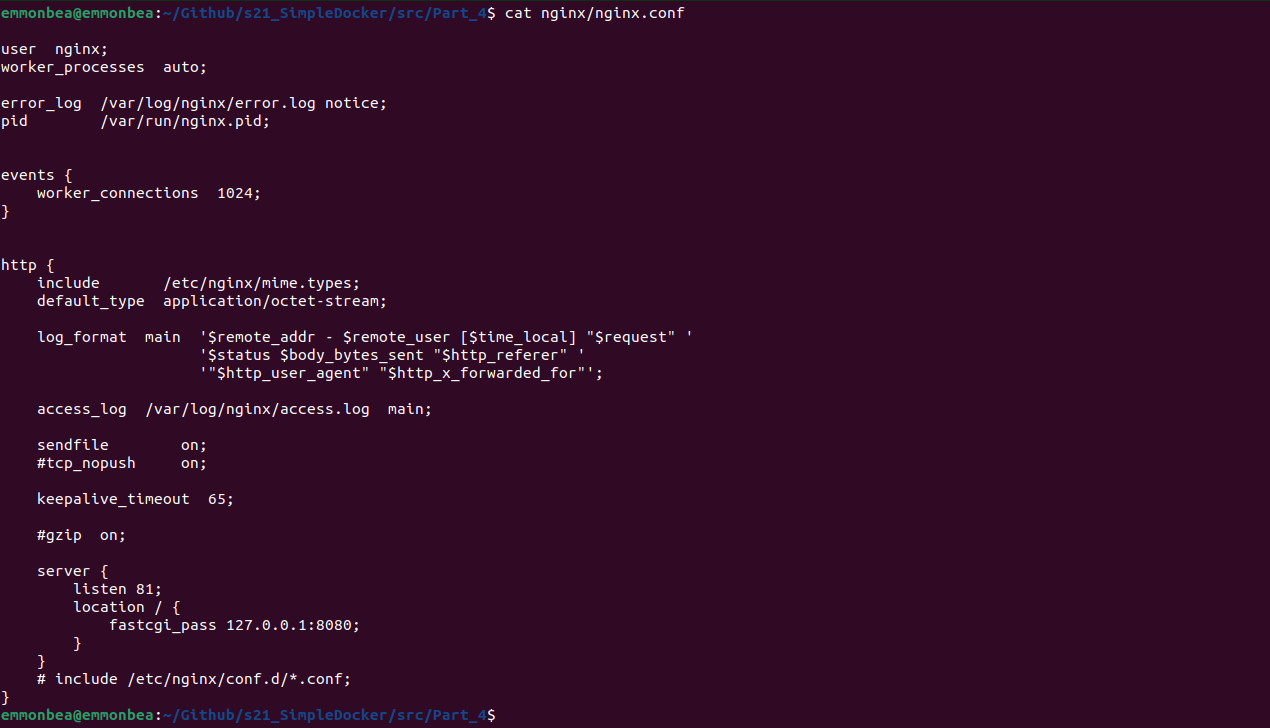 emmonbea@emmonbea:~/Github/s21_SimpleDocker/src/Part_4$ cat nginx/nginx.conf

user  nginx;
worker_processes  auto;

error_log  /var/log/nginx/error.log notice;
pid        /var/run/nginx.pid;


events {
    worker_connections  1024;
}


http {
    include       /etc/nginx/mime.types;
    default_type  application/octet-stream;

    log_format  main  '$remote_addr - $remote_user [$time_local] "$request" '
                      '$status $body_bytes_sent "$http_referer" '
                      '"$http_user_agent" "$http_x_forwarded_for"';

    access_log  /var/log/nginx/access.log  main;

    sendfile        on;
    #tcp_nopush     on;

    keepalive_timeout  65;

    #gzip  on;

    server {
        listen 81;
        location / {
            fastcgi_pass 127.0.0.1:8080;
        }
    }
    # include /etc/nginx/conf.d/*.conf;
}
emmonbea@emmonbea:~/Github/s21_SimpleDocker/src/Part_4$